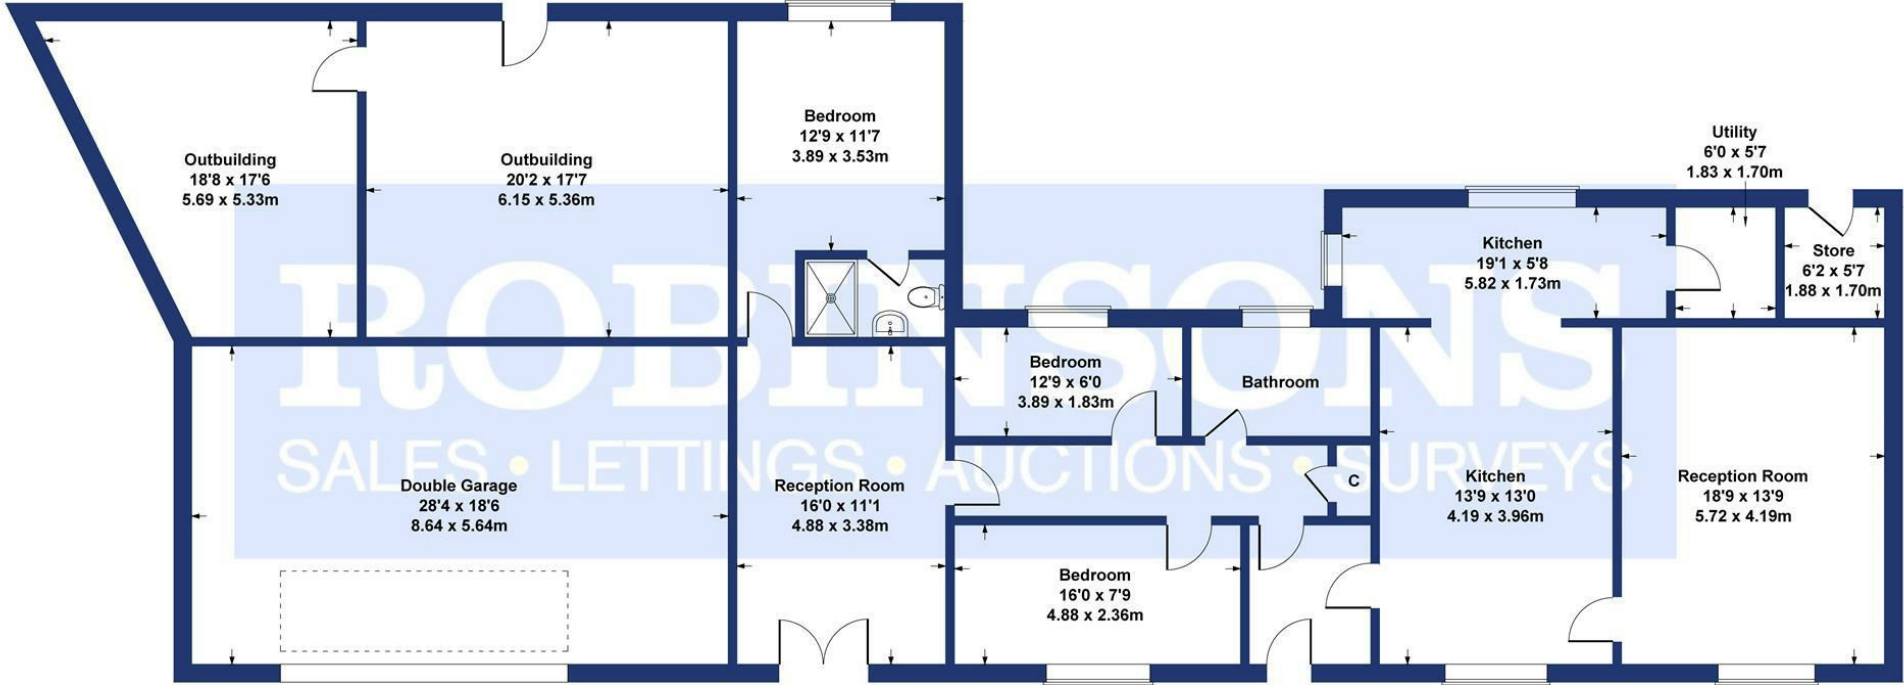 Outbuilding
18'8 x 17'6
5.69 x 5.33m
Outbuilding
20'2 x 17'7
6.15 x 5.36m
Bedroom
12'9 x 11'7
3.89 x 3.53m
Utility
6'0 x 5'7
1.83 x 1.70m
Kitchen
19'1 x 5'8
5.82 x 1.73m
Store
6'2 x 5'7
1.88 x 1.70m
ROBINSONS
SALES • LETTINGS • AUCTIONS • SURVEYS
Bedroom
12'9 x 6'0
3.89 x 1.83m
Bathroom
Double Garage
28'4 x 18'6
8.64 x 5.64m
Reception Room
16'0 x 11'1
4.88 x 3.38m
C
Kitchen
13'9 x 13'0
4.19 x 3.96m
Reception Room
18'9 x 13'9
5.72 x 4.19m
Bedroom
16'0 x 7'9
4.88 x 2.36m